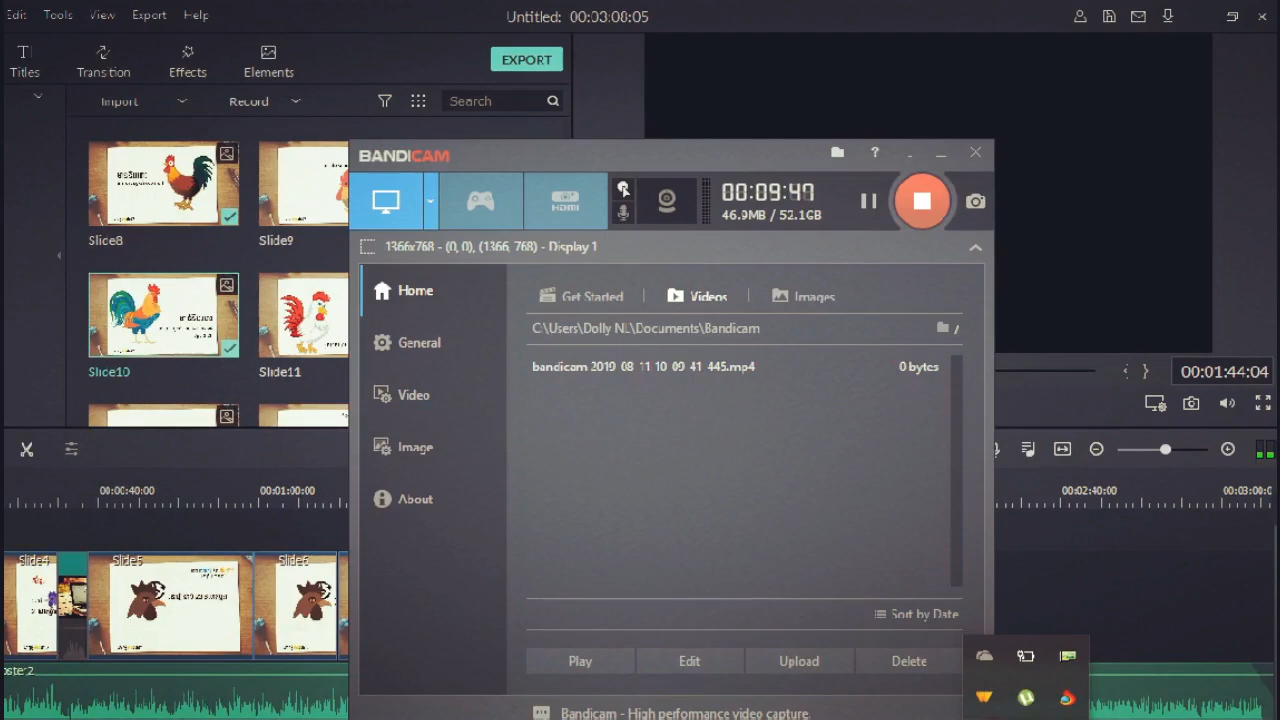 Edit Tools View Export Help
Untitled: 00:03:08:05
Titles Transition Effects Elements
EXPORT
Import Record Search
Slide8 Slide9
Slide10 Slide11
BANDICAM
HDMI
00:09:47
46.9MB / 52.1GB
1366x768 - (0, 0), (1366, 768) - Display 1
Home
General
Video
Image
About
Get Started Videos Images
C:\Users\Dolly NL\Documents\Bandicam
bandicam 2019-08-11 10-09-41-445.mp4 0 bytes
Sort by Date
Play Edit Upload Delete
Bandicam - High performance video capture.
00:01:44:04
00:00:40:00 00:01:00:00 00:02:40:00 00:03:00:0
Slide4 Slide5 Slide6
oster2